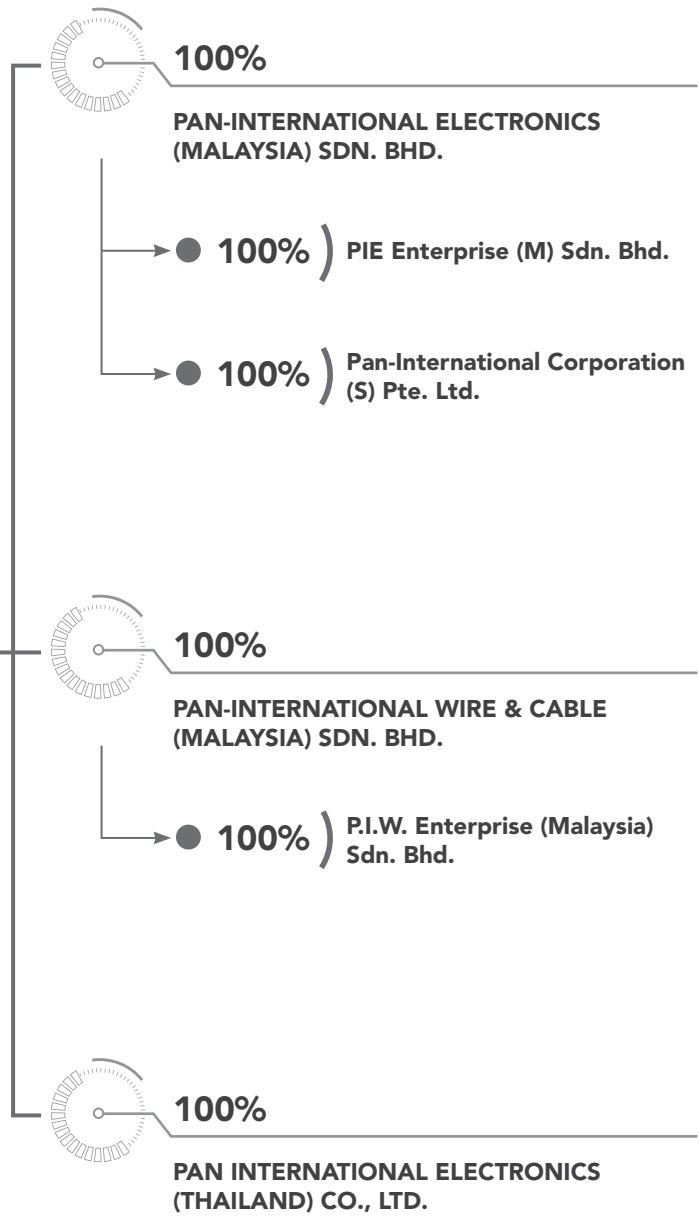 100%
PAN-INTERNATIONAL ELECTRONICS
(MALAYSIA) SDN. BHD.
100%
PIE Enterprise (M) Sdn. Bhd.
100%
Pan-International Corporation
(S) Pte. Ltd.
100%
PAN-INTERNATIONAL WIRE & CABLE
(MALAYSIA) SDN. BHD.
100%
P.I.W. Enterprise (Malaysia)
Sdn. Bhd.
100%
PAN INTERNATIONAL ELECTRONICS
(THAILAND) CO., LTD.